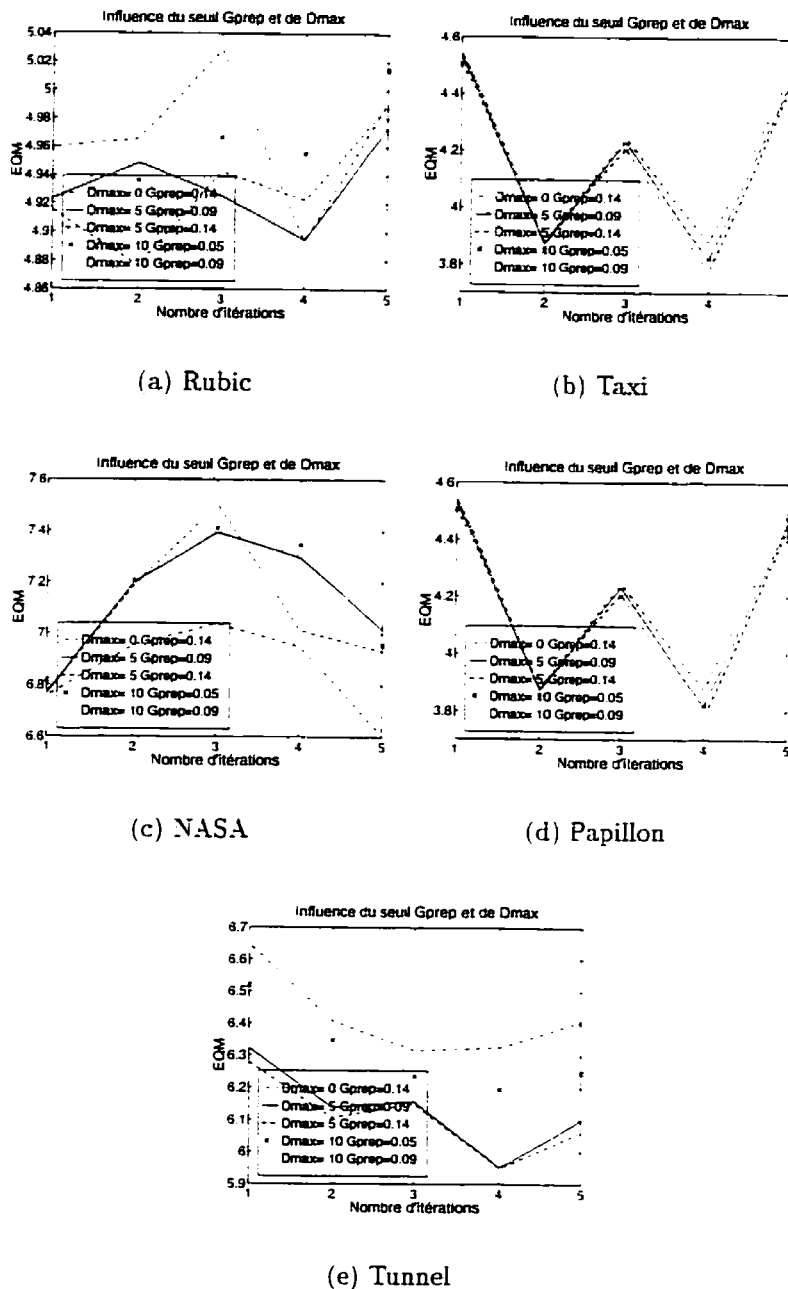 Influence du seuil Gprep et de Dmax
5.04
5.02
5
4.98
4.96
4.94
4.92
4.9
4.88
4.86
EQM
Dmax= 0 Gprep=0.14
Dmax= 5 Gprep=0.09
Dmax= 5 Gprep=0.14
Dmax= 10 Gprep=0.05
Dmax= 10 Gprep=0.09
1 2 3 4 5
Nombre d'itérations
(a) Rubic
Influence du seuil Gprep et de Dmax
4.6
4.4
4.2
4
3.8
EQM
Dmax= 0 Gprep=0.14
Dmax= 5 Gprep=0.09
Dmax= 5 Gprep=0.14
Dmax= 10 Gprep=0.05
Dmax= 10 Gprep=0.09
1 2 3 4
Nombre d'itérations
(b) Taxi
Influence du seuil Gprep et de Dmax
7.6
7.4
7.2
7
6.8
6.6
EQM
Dmax= 0 Gprep=0.14
Dmax= 5 Gprep=0.09
Dmax= 5 Gprep=0.14
Dmax= 10 Gprep=0.05
Dmax= 10 Gprep=0.09
1 2 3 4 5
Nombre d'itérations
(c) NASA
Influence du seuil Gprep et de Dmax
4.6
4.4
4.2
4
3.8
EQM
Dmax= 0 Gprep=0.14
Dmax= 5 Gprep=0.09
Dmax= 5 Gprep=0.14
Dmax= 10 Gprep=0.05
Dmax= 10 Gprep=0.09
1 2 3 4 5
Nombre d'iterations
(d) Papillon
Influence du seuil Gprep et de Dmax
6.7
6.6
6.5
6.4
6.3
6.2
6.1
6
5.9
EQM
Dmax= 0 Gprep=0.14
Dmax= 5 Gprep=0.09
Dmax= 5 Gprep=0.14
Dmax= 10 Gprep=0.05
Dmax= 10 Gprep=0.09
1 2 3 4 5
Nombre d'itérations
(e) Tunnel